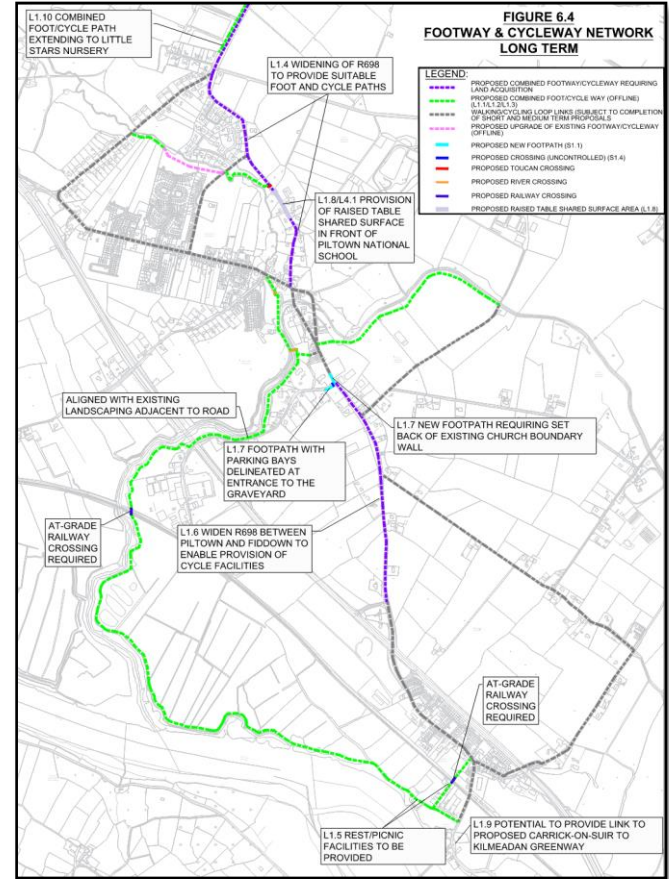 L1.10 COMBINED
FOOT/CYCLE PATH
EXTENDING TO LITTLE
STARS NURSERY
FIGURE 6.4
FOOTWAY & CYCLEWAY NETWORK
LONG TERM
L1.4 WIDENING OF R698
TO PROVIDE SUITABLE
FOOT AND CYCLE PATHS
LEGEND:
PROPOSED COMBINED FOOTWAY/CYCLEWAY REQUIRING
LAND ACQUISITION
PROPOSED COMBINED FOOT/CYCLE WAY (OFFLINE)
(L1.1/L1.2/L1.3)
WALKING/CYCLING LOOP LINKS (SUBJECT TO COMPLETION
OF SHORT AND MEDIUM TERM PROPOSALS
PROPOSED UPGRADE OF EXISTING FOOTWAY/CYCLEWAY
(OFFLINE)
PROPOSED NEW FOOTPATH (S1.1)
PROPOSED CROSSING (UNCONTROLLED) (S1.4)
PROPOSED TOUCAN CROSSING
PROPOSED RIVER CROSSING
PROPOSED RAILWAY CROSSING
PROPOSED RAISED TABLE SHARED SURFACE AREA (L1.8)
L1.8/L4.1 PROVISION
OF RAISED TABLE
SHARED SURFACE
IN FRONT OF
PILTOWN NATIONAL
SCHOOL
ALIGNED WITH EXISTING
LANDSCAPING ADJACENT TO ROAD
L1.7 NEW FOOTPATH REQUIRING SET
BACK OF EXISTING CHURCH BOUNDARY
WALL
L1.7 FOOTPATH WITH
PARKING BAYS
DELINEATED AT
ENTRANCE TO THE
GRAVEYARD
AT-GRADE
RAILWAY
CROSSING
REQUIRED
L1.6 WIDEN R698 BETWEEN
PILTOWN AND FIDDOWN TO
ENABLE PROVISION OF
CYCLE FACILITIES
AT-GRADE
RAILWAY
CROSSING
REQUIRED
L1.5 REST/PICNIC
FACILITIES TO BE
PROVIDED
L1.9 POTENTIAL TO PROVIDE LINK TO
PROPOSED CARRICK-ON-SUIR TO
KILMEADAN GREENWAY